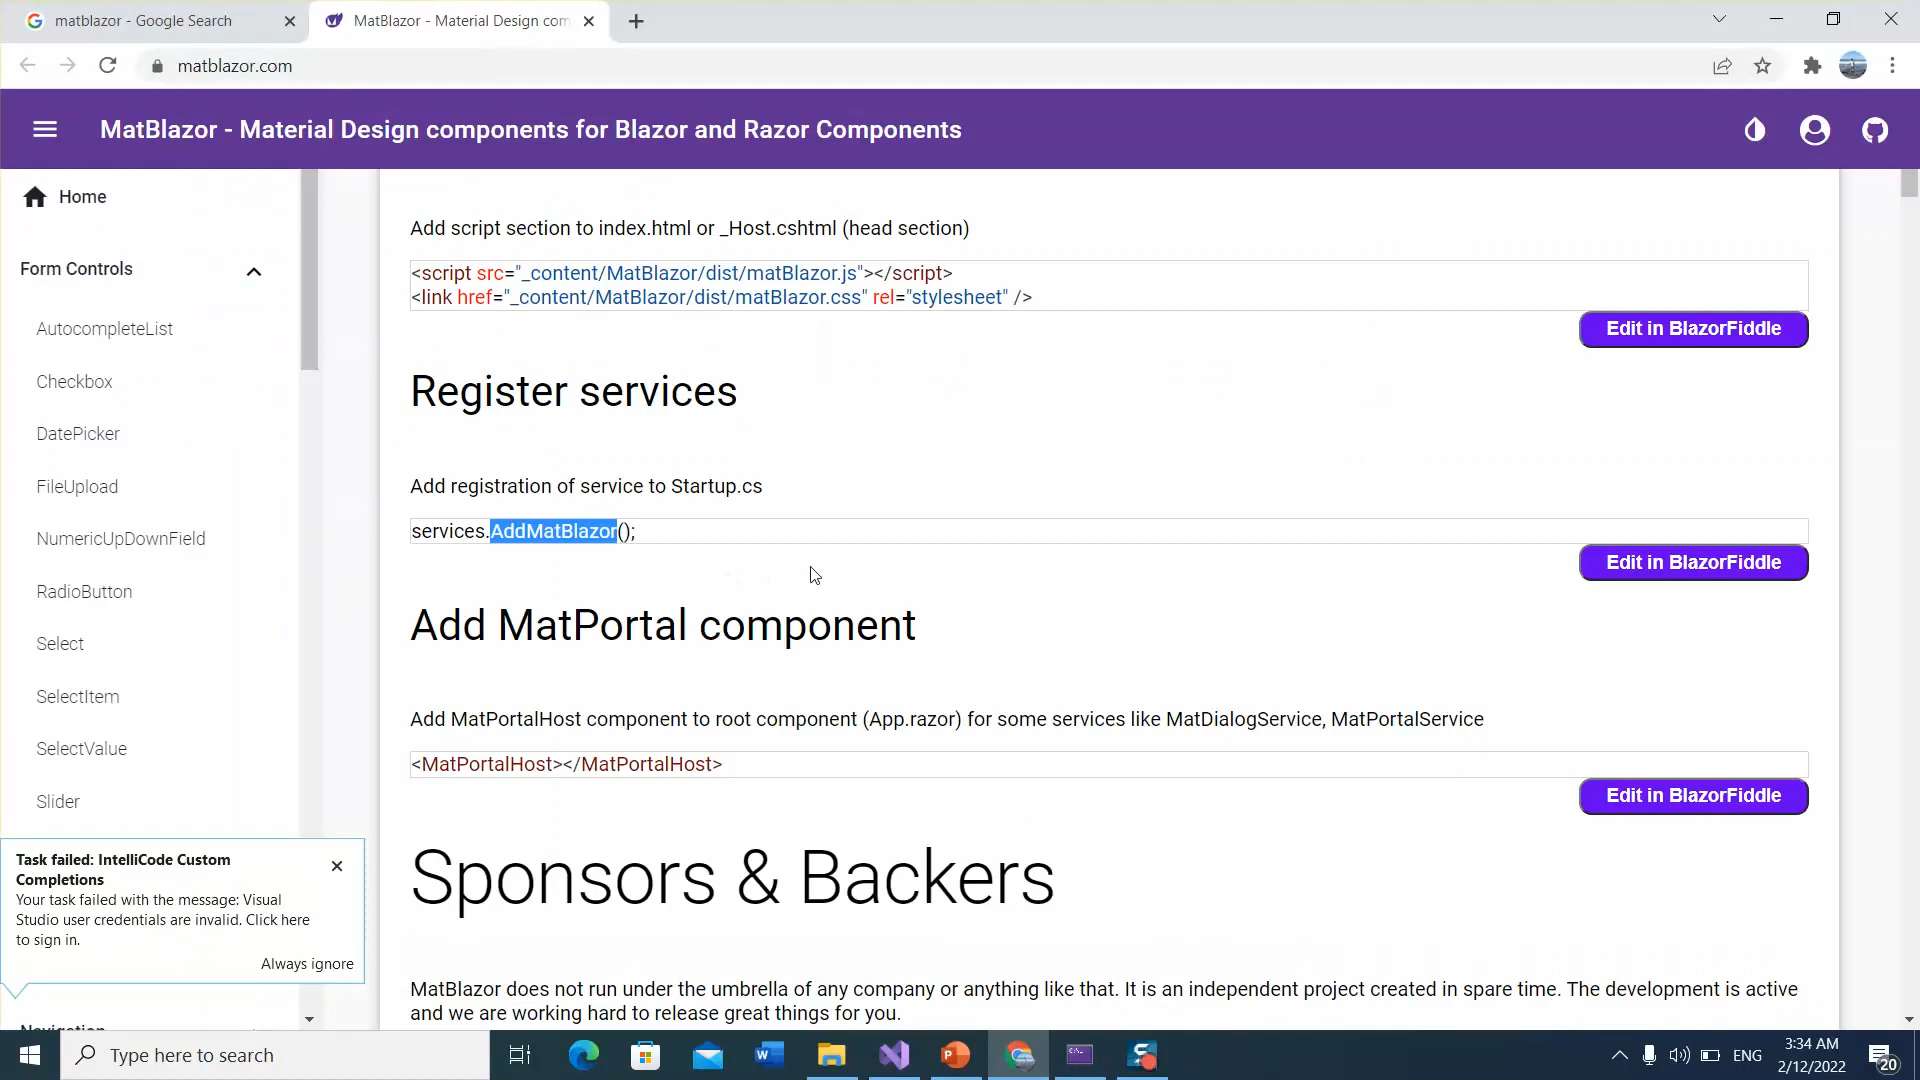 matblazor - Google Search
MatBlazor - Material Design com
matblazor.com
MatBlazor - Material Design components for Blazor and Razor Components
Home
Form Controls
AutocompleteList
Checkbox
DatePicker
FileUpload
NumericUpDownField
RadioButton
Select
SelectItem
SelectValue
Slider
Navigation
Add script section to index.html or _Host.cshtml (head section)
<script src="_content/MatBlazor/dist/matBlazor.js"></script>
<link href="_content/MatBlazor/dist/matBlazor.css" rel="stylesheet" />
Edit in BlazorFiddle
Register services
Add registration of service to Startup.cs
services.AddMatBlazor();
Edit in BlazorFiddle
Add MatPortal component
Add MatPortalHost component to root component (App.razor) for some services like MatDialogService, MatPortalService
<MatPortalHost></MatPortalHost>
Edit in BlazorFiddle
Sponsors & Backers
MatBlazor does not run under the umbrella of any company or anything like that. It is an independent project created in spare time. The development is active
and we are working hard to release great things for you.
Task failed: IntelliCode Custom
Completions
Your task failed with the message: Visual
Studio user credentials are invalid. Click here
to sign in.
Always ignore
Type here to search
ENG
3:34 AM
2/12/2022
20